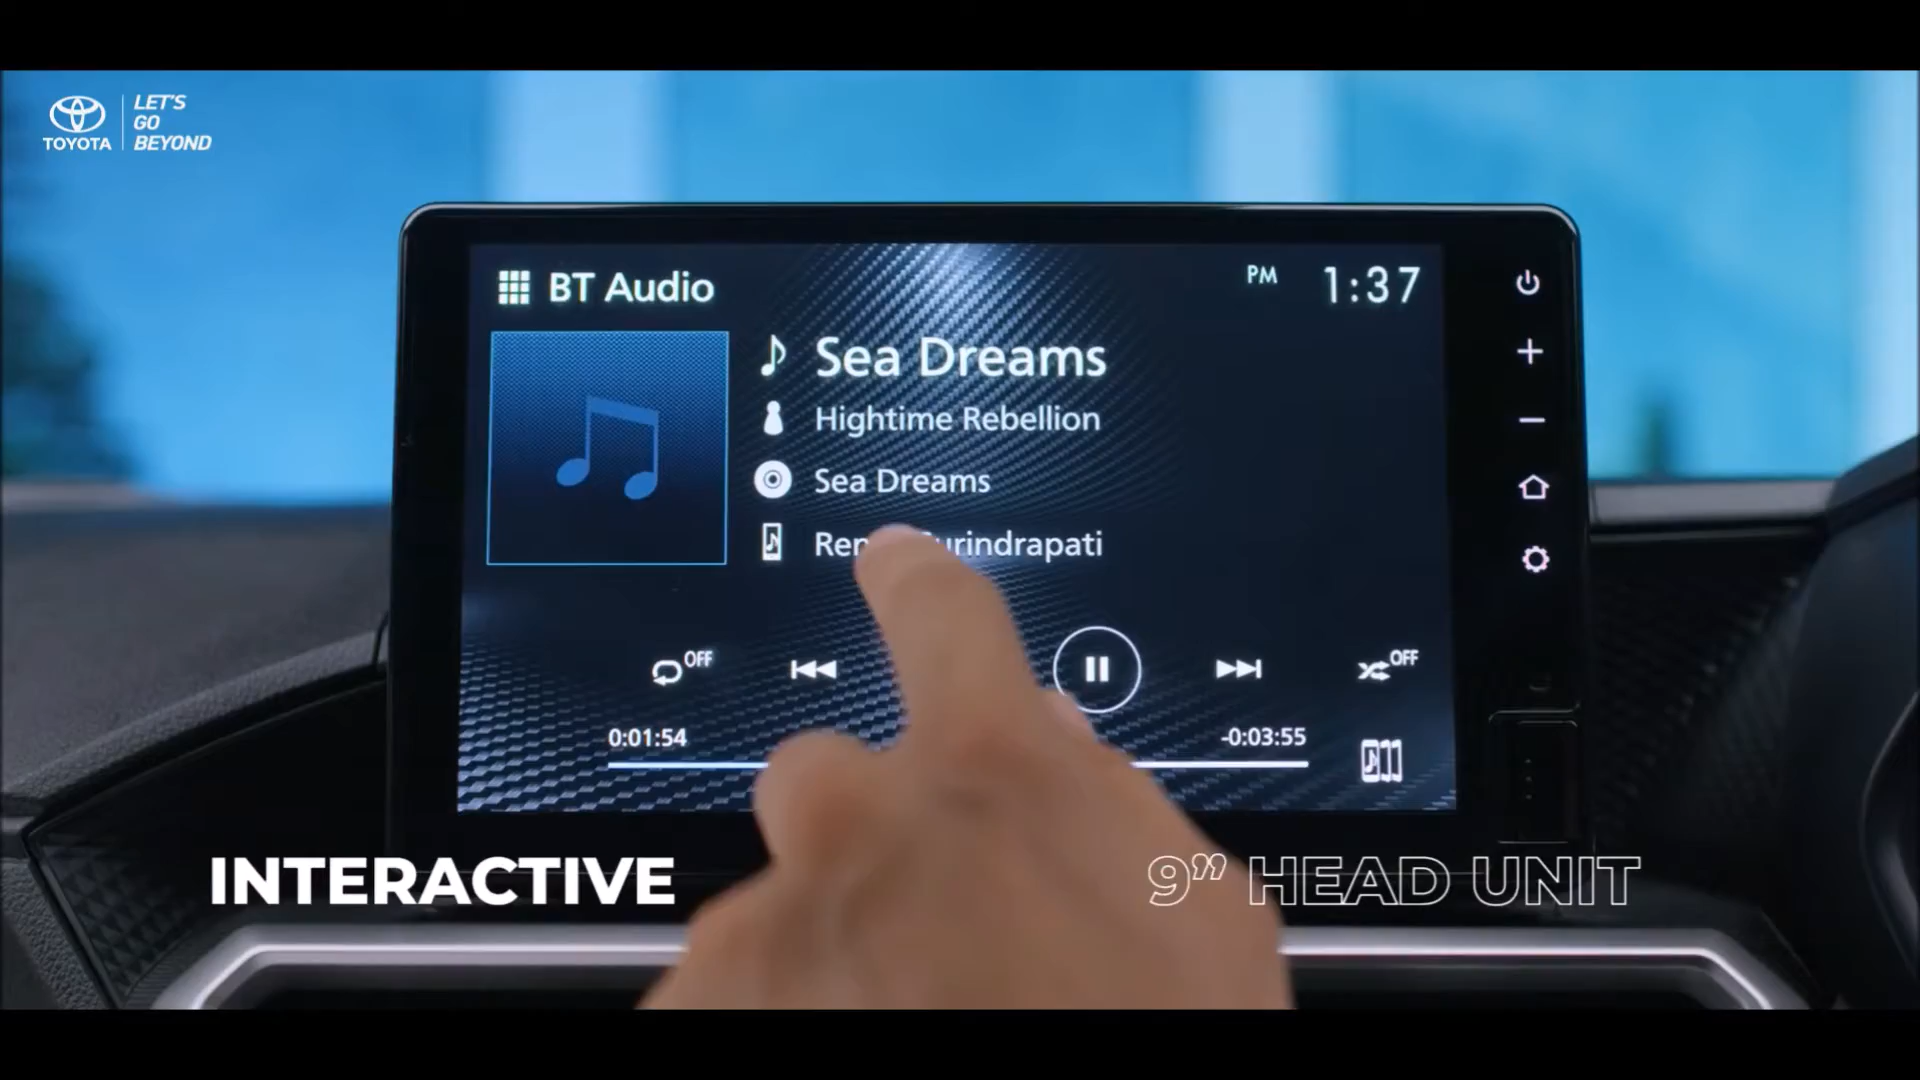 TOYOTA
LET'S
GO
BEYOND
BT Audio
PM 1:37
Sea Dreams
Hightime Rebellion
Sea Dreams
OFF
OFF
0:01:54
-0:03:55
INTERACTIVE
9” HEAD UNIT